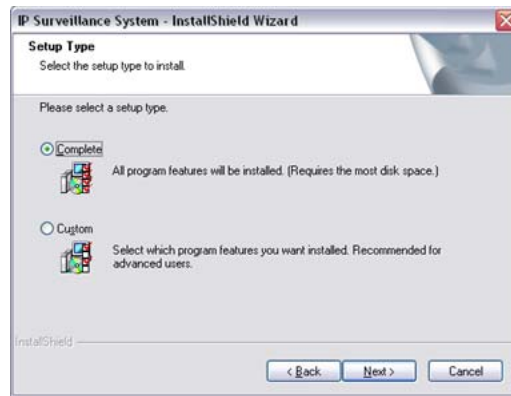 IP Surveillance System - InstallShield Wizard
Setup Type
Select the setup type to install.
Please select a setup type.
Complete
All program features will be installed. (Requires the most disk space.)
Custom
Select which program features you want installed. Recommended for
advanced users.
InstallShield
< Back
Next >
Cancel